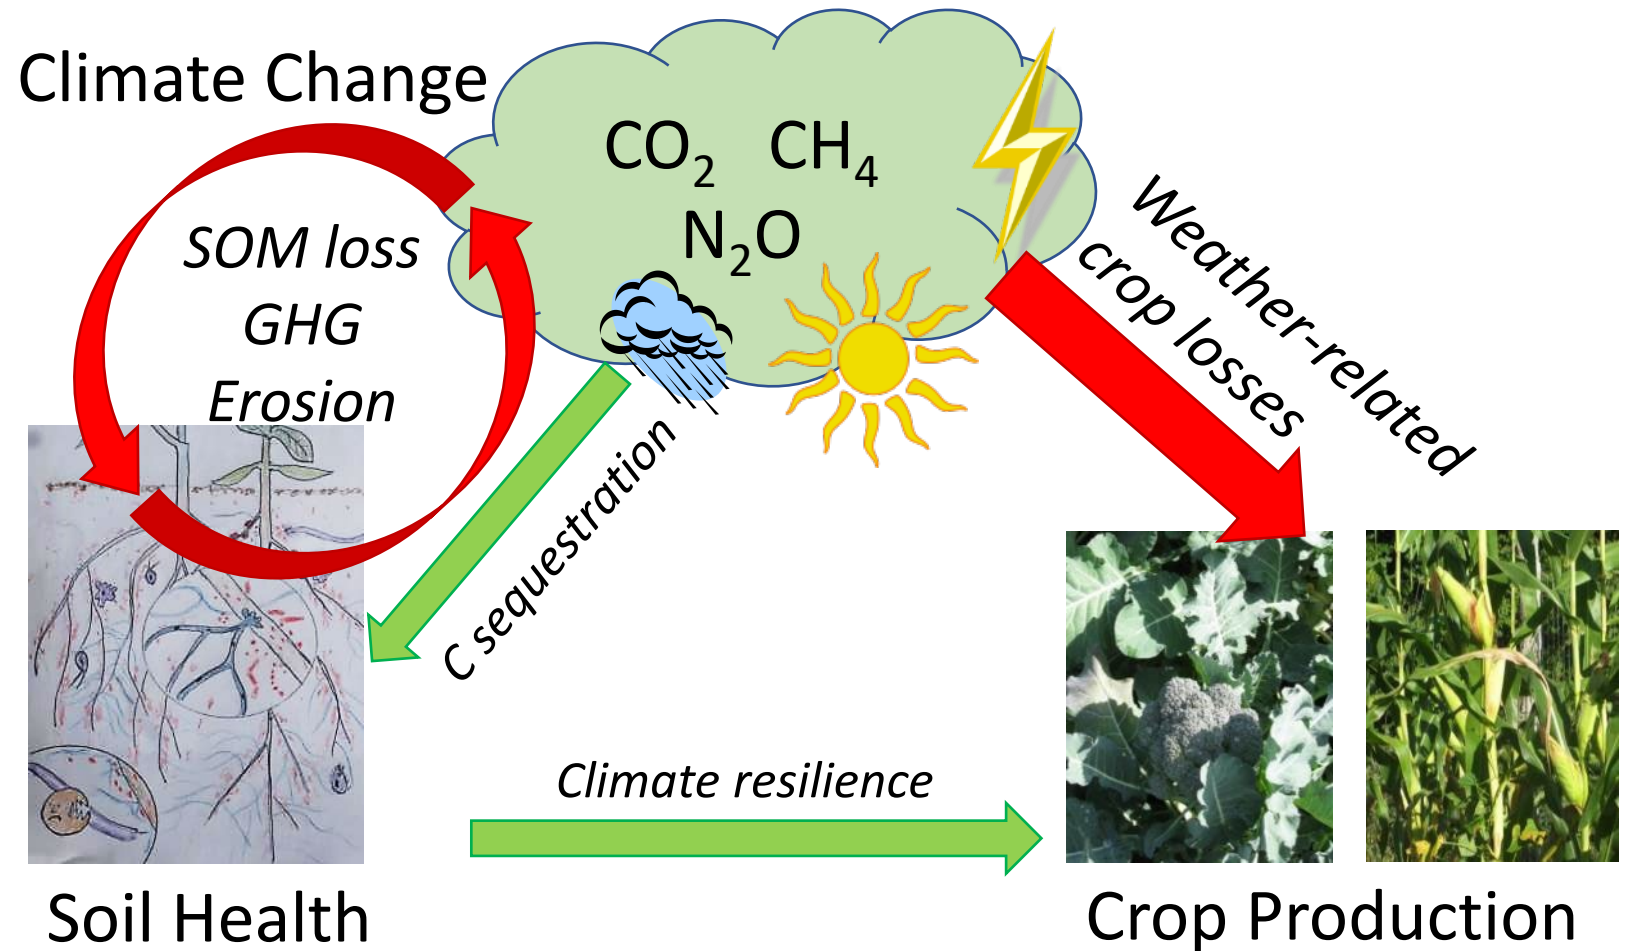 Climate Change
CO₂ CH₄
N₂O
SOM loss
GHG
Erosion
Weather-related
crop losses
C sequestration
Climate resilience
Soil Health
Crop Production